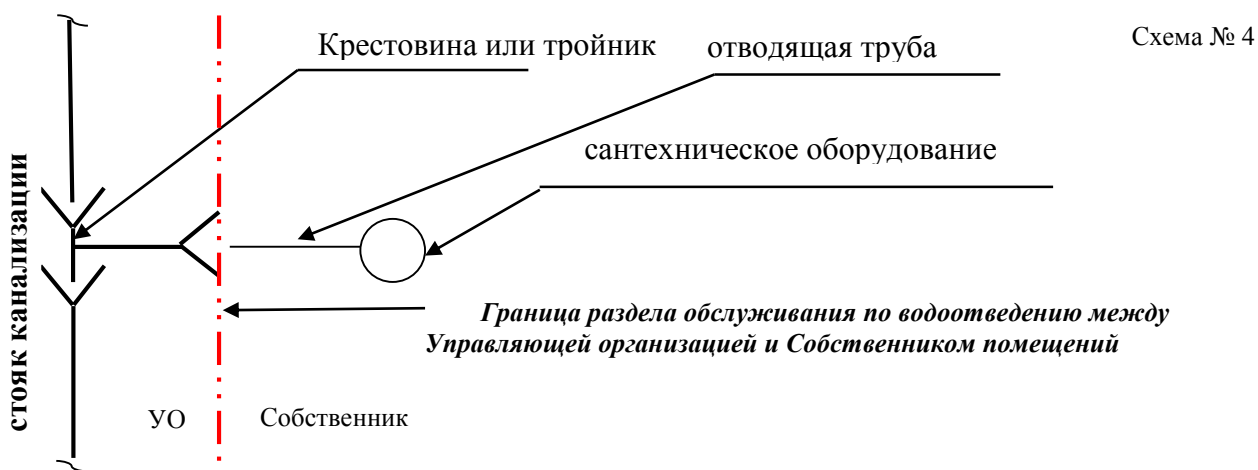 Схема № 4
Крестовина или тройник
отводящая труба
сантехническое оборудование
стояк канализации
Граница раздела обслуживания по водоотведению между
Управляющей организацией и Собственником помещений
УО
Собственник